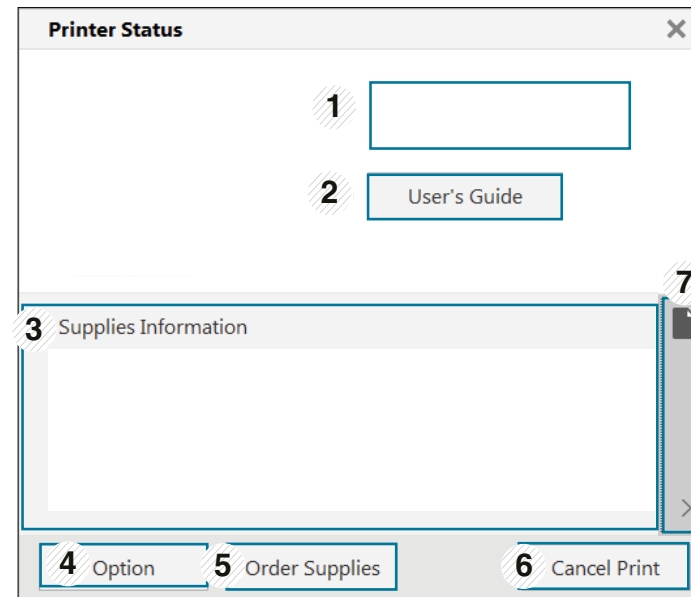 Printer Status
1
2 User's Guide
7
3 Supplies Information
4 Option 5 Order Supplies 6 Cancel Print